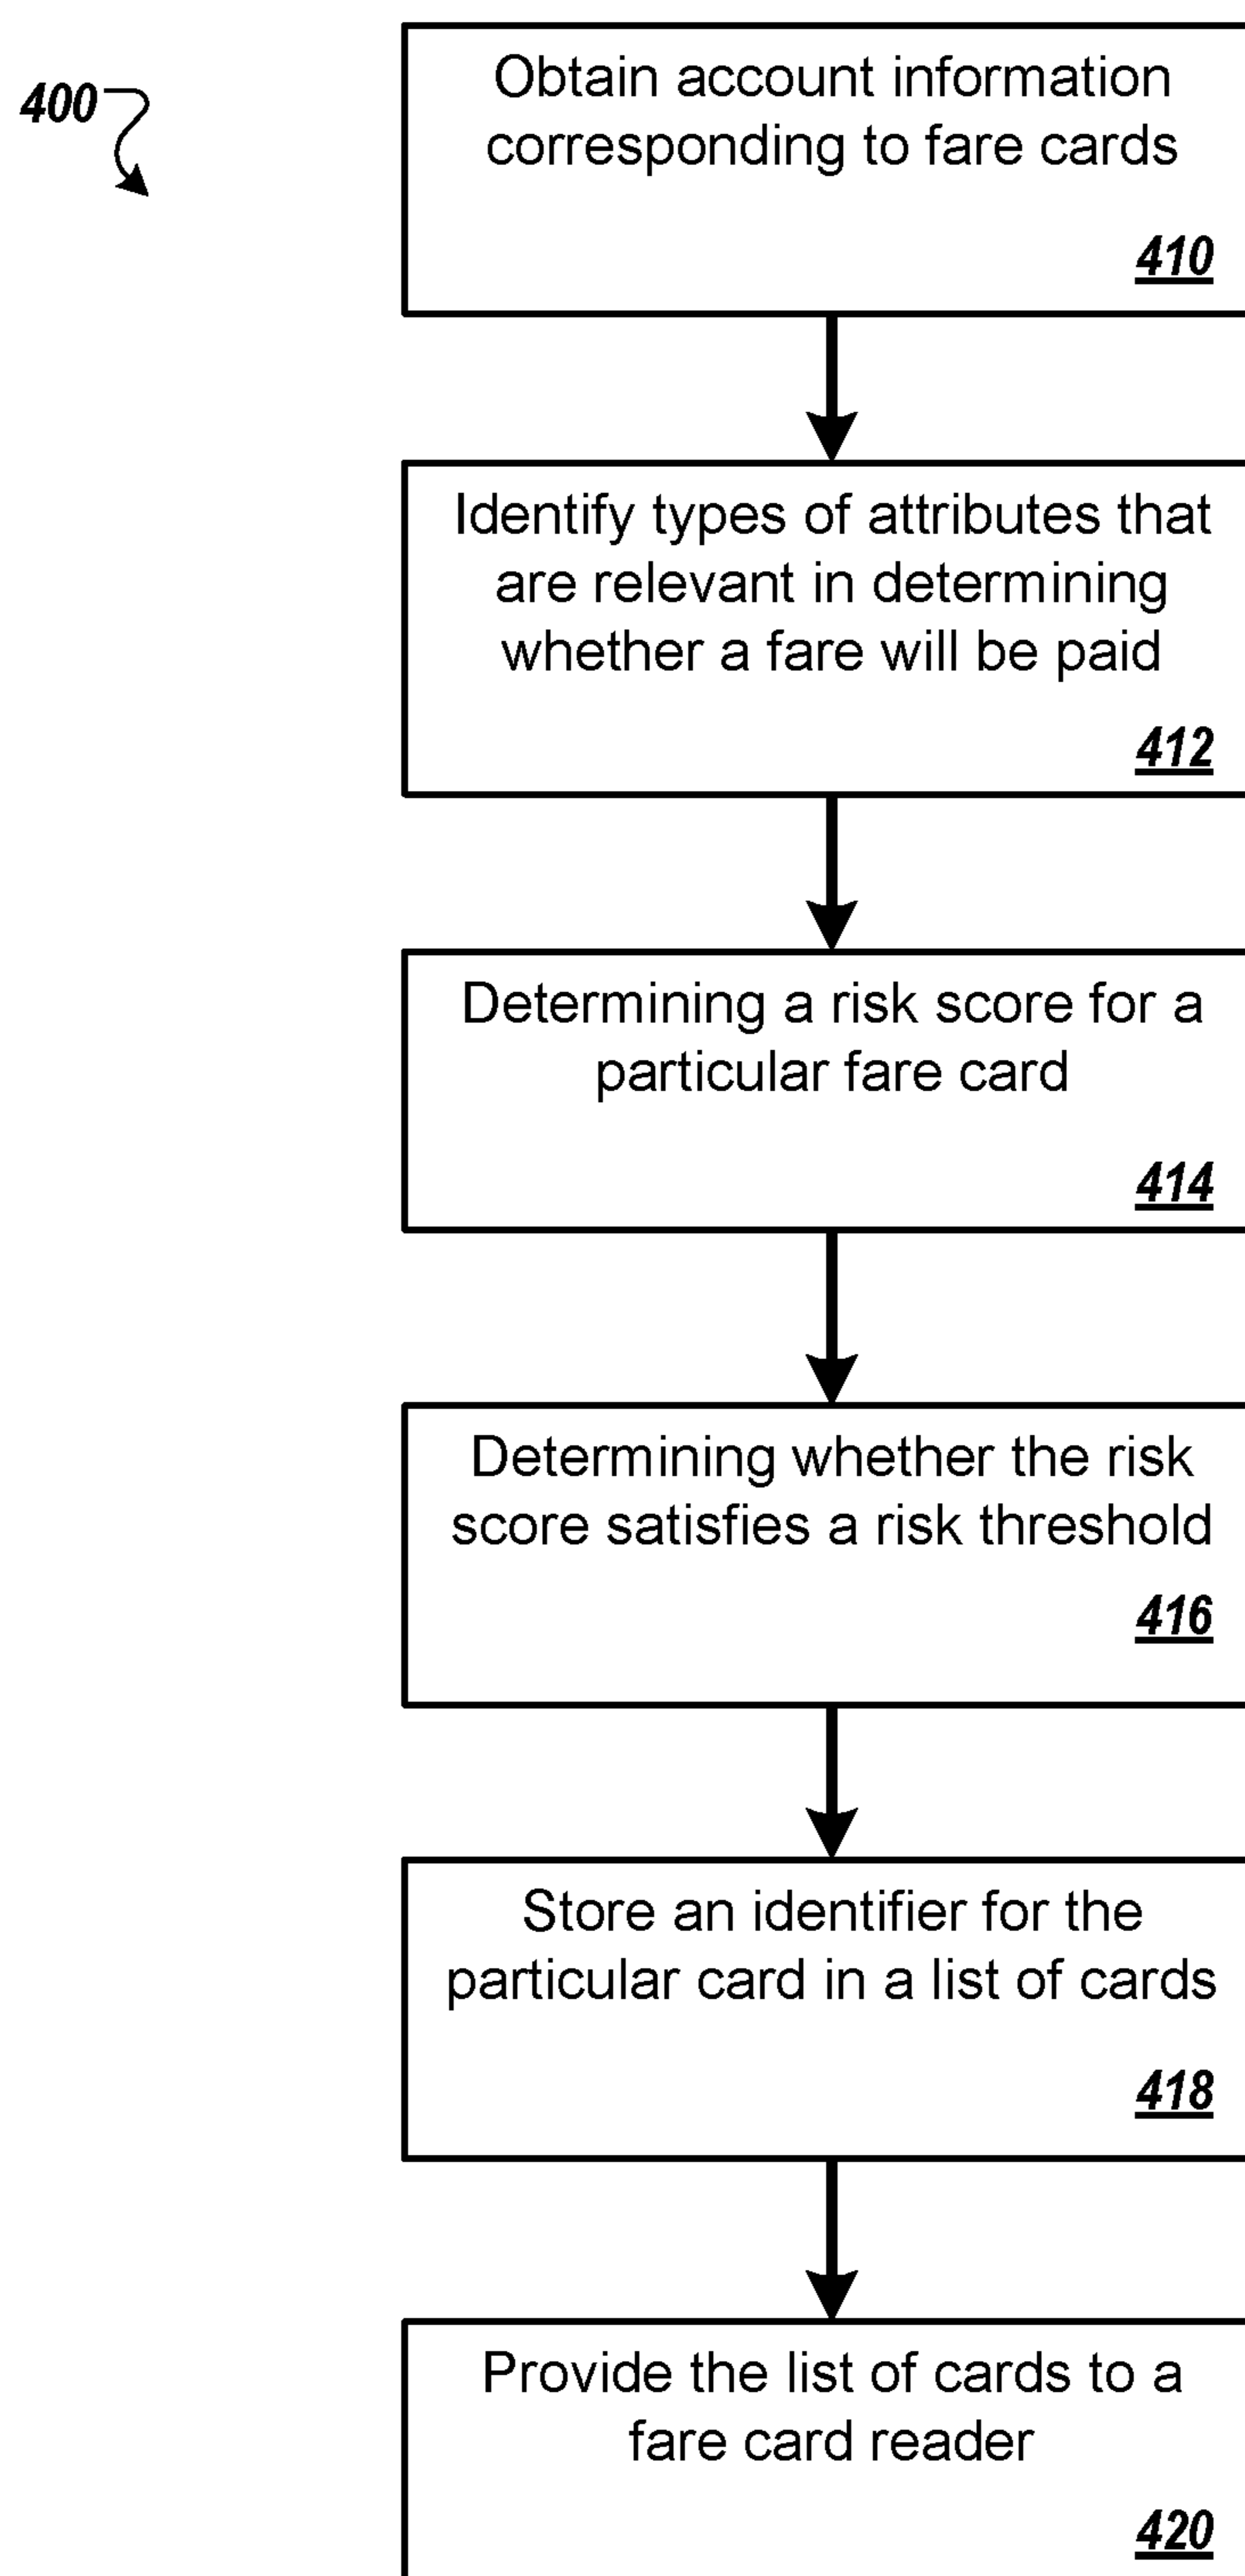 400
Obtain account information
corresponding to fare cards
410
Identify types of attributes that
are relevant in determining
whether a fare will be paid
412
Determining a risk score for a
particular fare card
414
Determining whether the risk
score satisfies a risk threshold
416
Store an identifier for the
particular card in a list of cards
418
Provide the list of cards to a
fare card reader
420